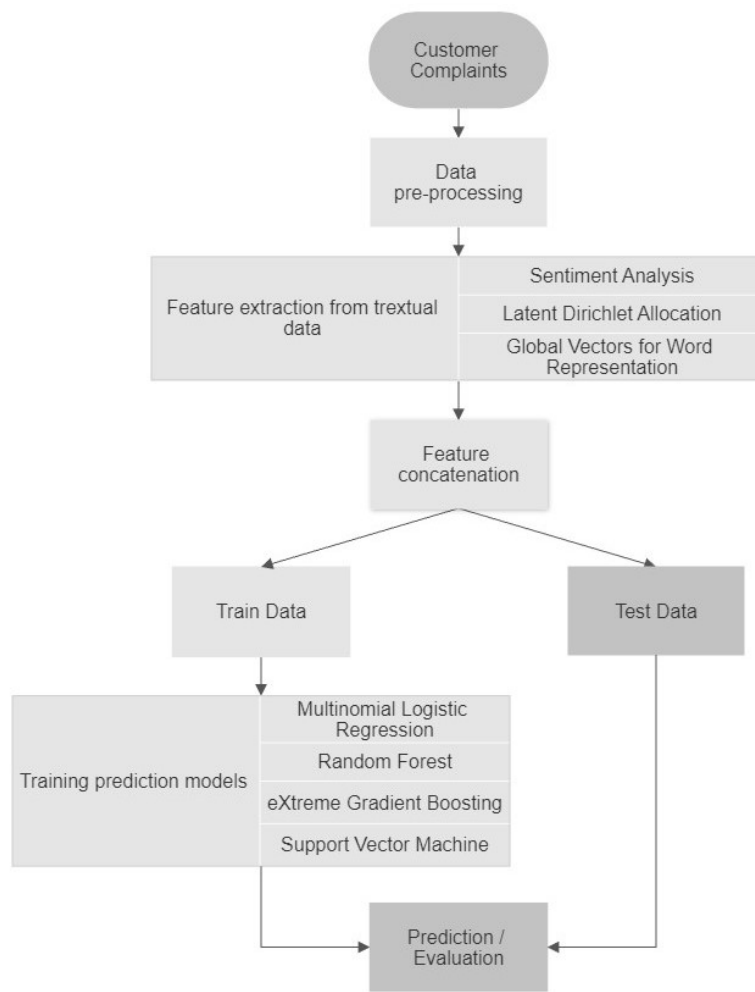 Customer
Complaints
Data
pre-processing
Feature extraction from trextual
data
Sentiment Analysis
Latent Dirichlet Allocation
Global Vectors for Word
Representation
Feature
concatenation
Train Data
Test Data
Training prediction models
Multinomial Logistic
Regression
Random Forest
eXtreme Gradient Boosting
Support Vector Machine
Prediction /
Evaluation